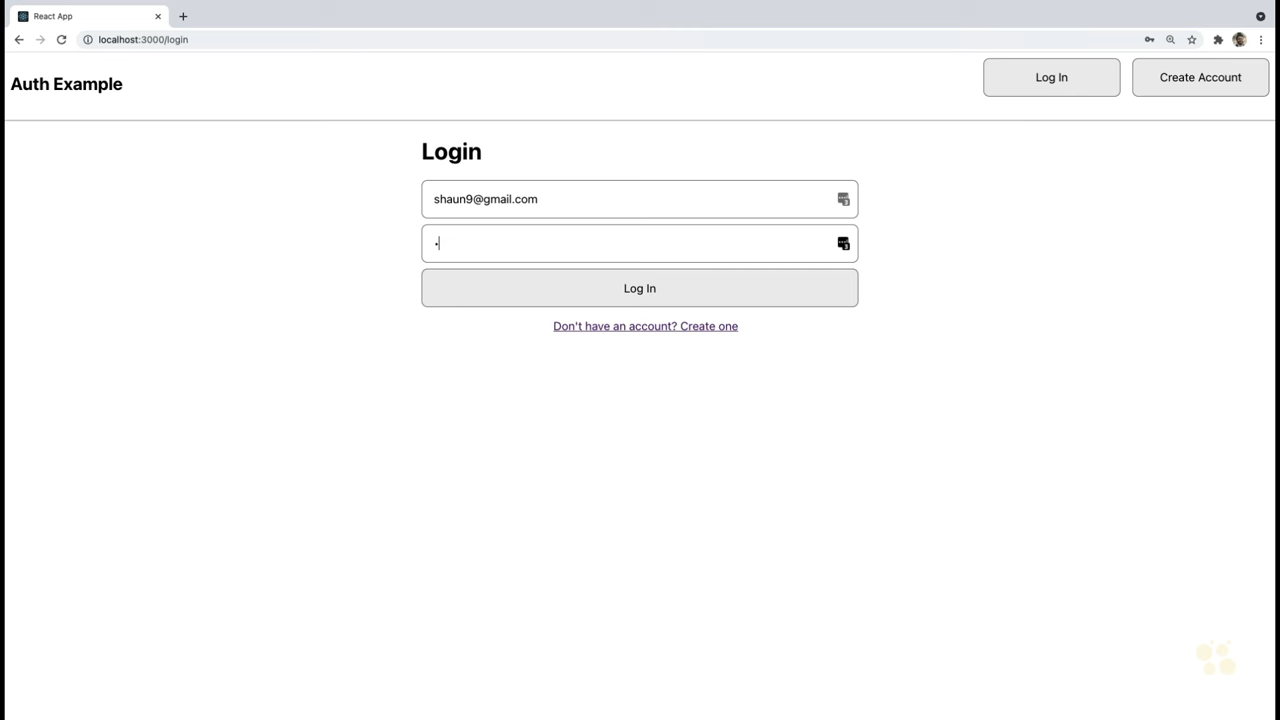 React App
localhost:3000/login
Auth Example
Log In
Create Account
Login
shaun9@gmail.com
Log In
Don't have an account? Create one